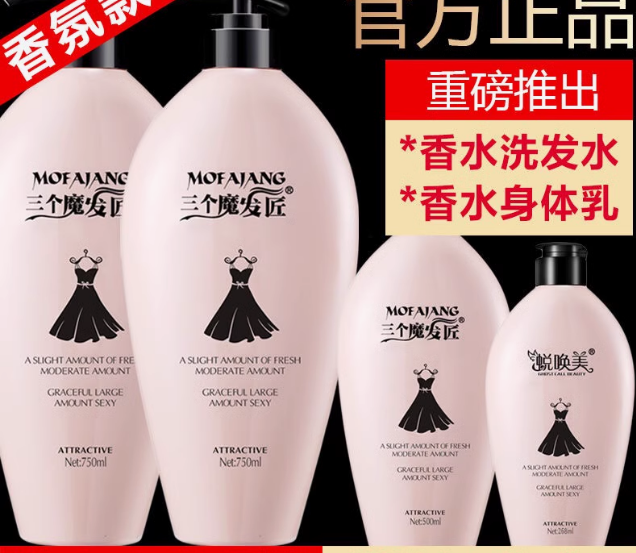 香氛款
官方正品
重磅推出
*香水洗发水
*香水身体乳
MOFAJANG
三个魔发匠
A SLIGHT AMOUNT OF FRE
MODERATE AMOUNT
GRACEFUL LARGE
AMOUNT SEXY
ATTRACTIVE
Net:750ml
MOFAJANG
三个魔发匠®
A SLIGHT AMOUNT OF FRESH
MODERATE AMOUNT
GRACEFUL LARGE
AMOUNT SEXY
ATTRACTIVE
Net:750ml
MOFAJANG
三个魔发匠
A SLIGHT AMOUNT OF FRESH
MODERATE AMOUNT
GRACEFUL LARGE
AMOUNT SEXY
ATTRACTIVE
Net:500ml
蜕唤美®
A SLIGHT AMOUNT OF FRESH
MODERATE AMOUNT
GRACEFUL LARGE
AMOUNT SEXY
ATTRACTIVE
Net:268ml